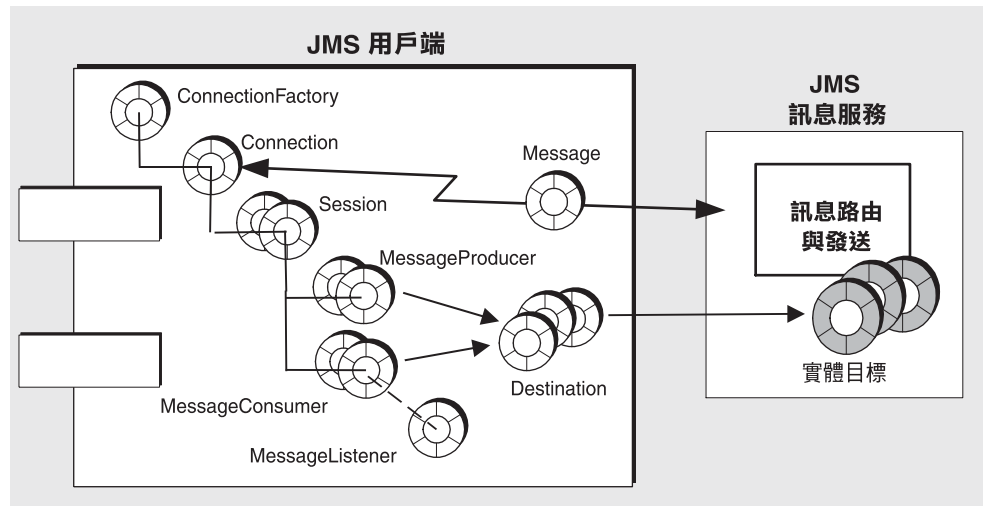 JMS 用戶端
ConnectionFactory
Connection
Session
MessageProducer
MessageConsumer
MessageListener
Message
Destination
JMS
訊息服務
訊息路由
與發送
實體目標